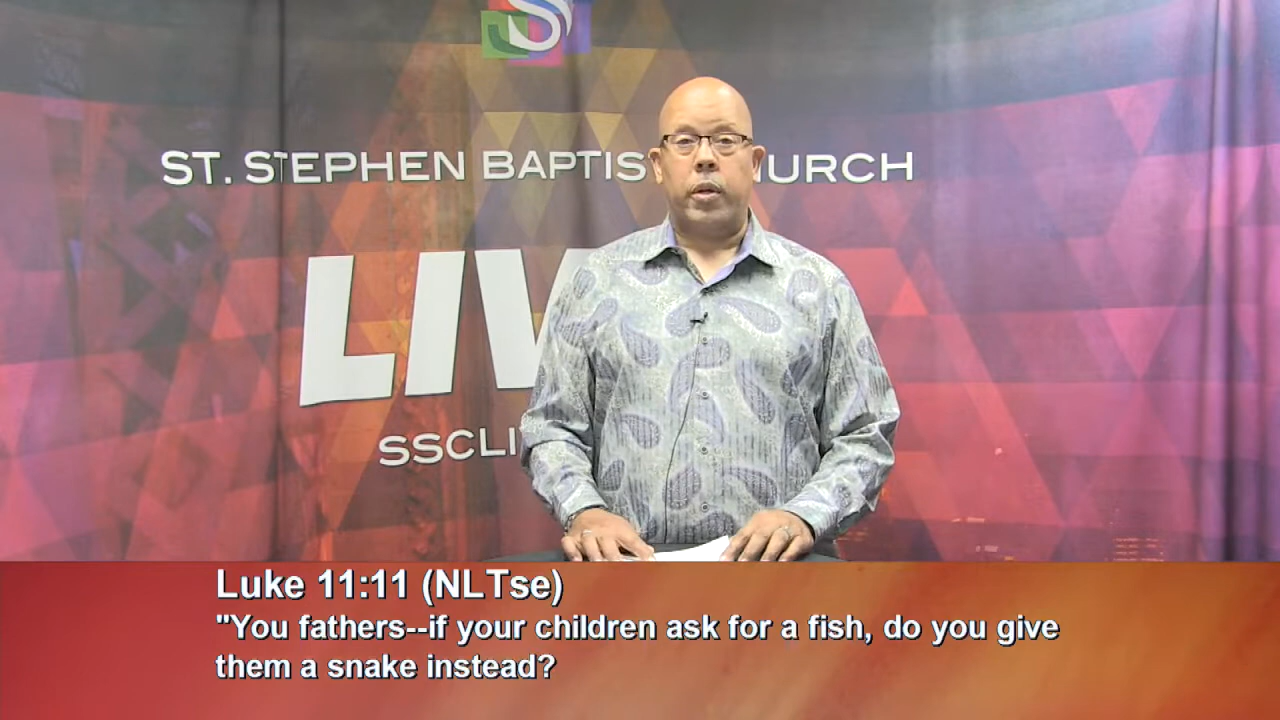 S
ST. STEPHEN BAPTIS HURCH
LIV
SSCLI
Luke 11:11 (NLTse)
"You fathers--if your children ask for a fish, do you give
them a snake instead?